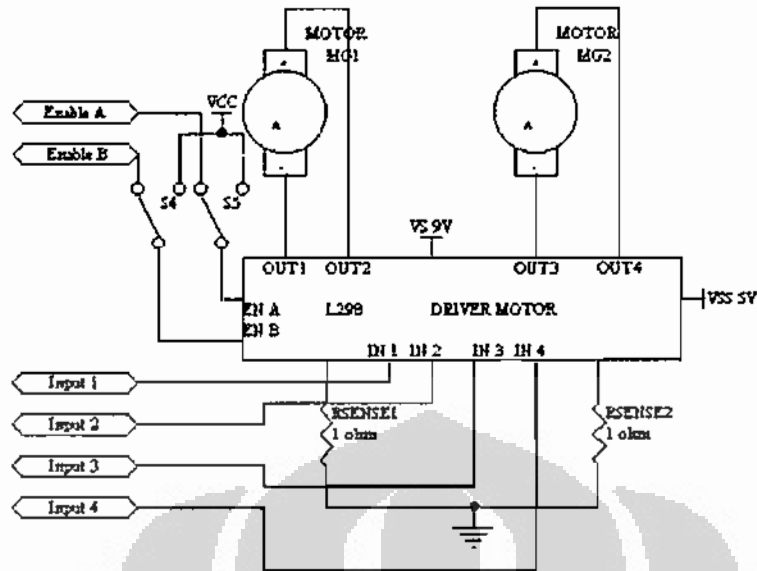 MOTOR
MG1
MOTOR
MG2
A
A
VCC
Enable A
Enable B
S4
S5
VS 9V
OUT1
OUT2
OUT3
OUT4
EN A
EN B
L298
DRIVER MOTOR
VSS 5V
IN 1
IN 2
IN 3
IN 4
Input 1
Input 2
Input 3
Input 4
RSENSE1
1 ohm
RSENSE2
1 ohm